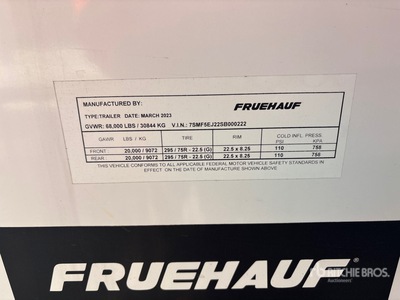 MANUFACTURED BY: FRUEHAUF
TYPE:TRAILER DATE: MARCH 2023
GVWR: 68,000 LBS / 30844 KG V.I.N.: 7SMF5EJ22SB000222
GAWR: LBS / KG TIRE RIM COLD INFL. PRESS
PSI KPA
FRONT: 20,000 / 9072 295 / 75R - 22.5 (G) 22.5 x 8.25 110 758
REAR: 20,000 / 9072 295 / 75R - 22.5 (G) 22.5 x 8.25 110 758
THIS VEHICLE CONFORMS TO ALL APPLICABLE FEDERAL MOTOR VEHICLE SAFETY STANDARDS IN
EFFECT ON THE DATE OF MANUFACTURE SHOWN ABOVE.
FRUEHAUF®
RITCHIE BROS.